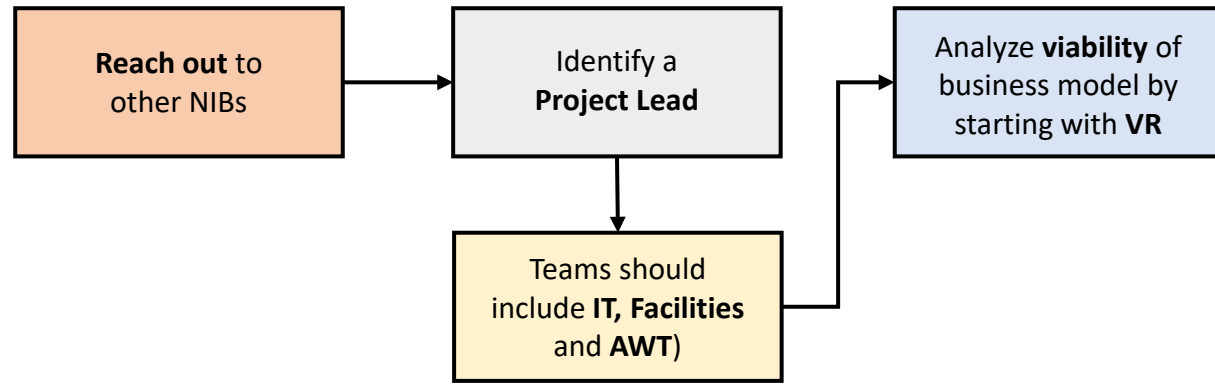 Reach out to
other NIBs
Identify a
Project Lead
Teams should
include IT, Facilities
and AWT)
Analyze viability of
business model by
starting with VR